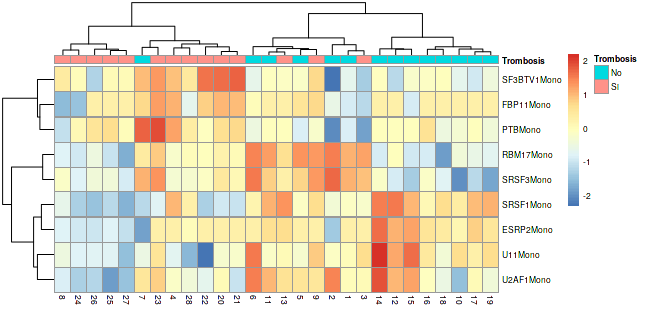 Trombosis
SF3BTV1Mono
FBP11Mono
PTBMono
RBM17Mono
SRSF3Mono
SRSF1Mono
ESRP2Mono
U11Mono
U2AF1Mono
8 24 26 25 27 7 23 4 28 22 20 21 6 11 13 5 9 2 1 3 14 12 15 16 18 10 17 19
2
1
0
-1
-2
Trombosis
No
SI